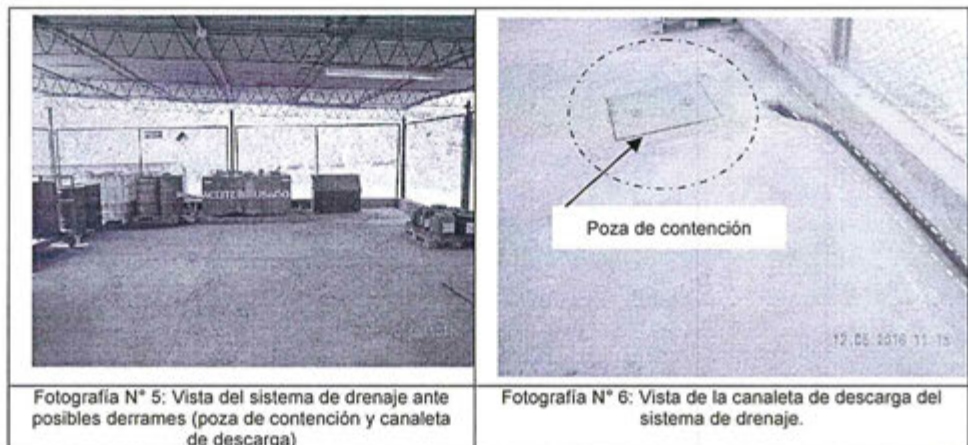 ACEITE USADO
Poza de contención
12.05.2016 11:15
Fotografía N° 5: Vista del sistema de drenaje ante
posibles derrames (poza de contención y canaleta
de descarga)
Fotografía N° 6: Vista de la canaleta de descarga del
sistema de drenaje.